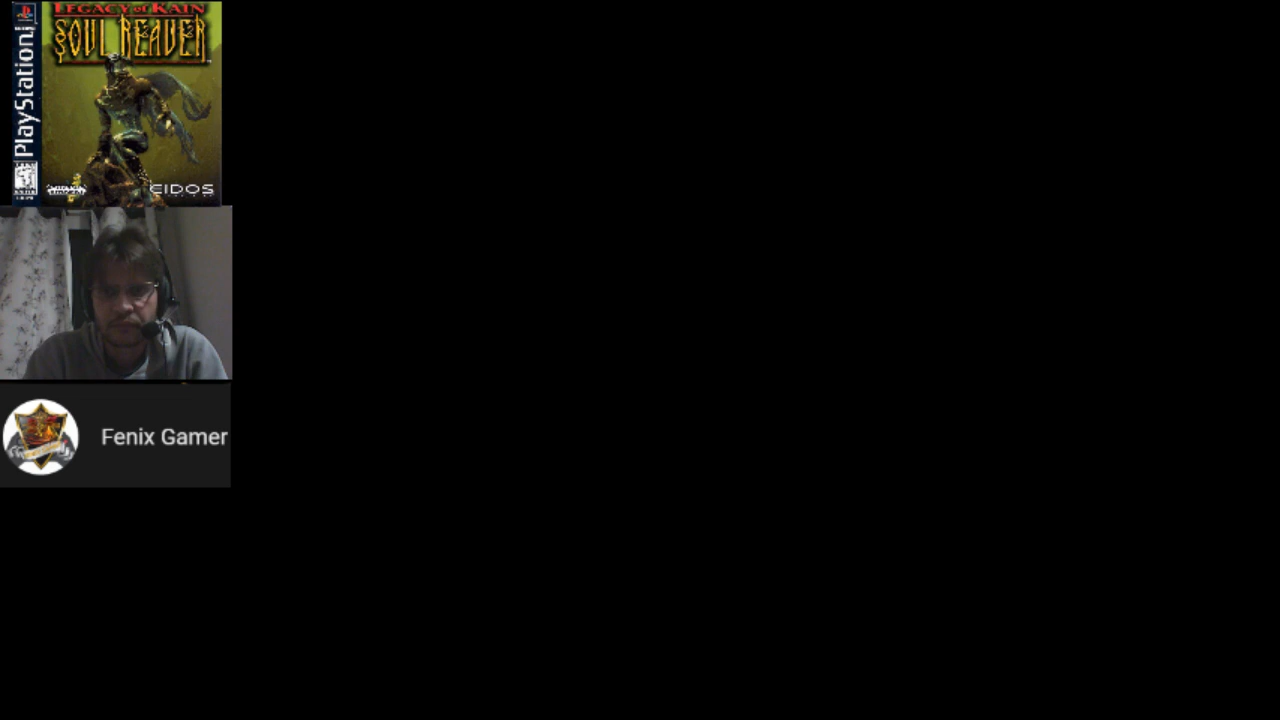 LEGACY OF KAIN
SOUL REAVER
PlayStation
EIDOS
Fenix Gamer